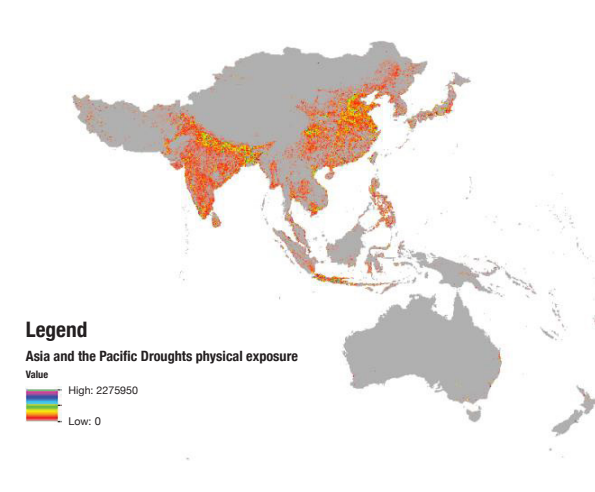 Legend
Asia and the Pacific Droughts physical exposure
Value
High: 2275950
Low: 0